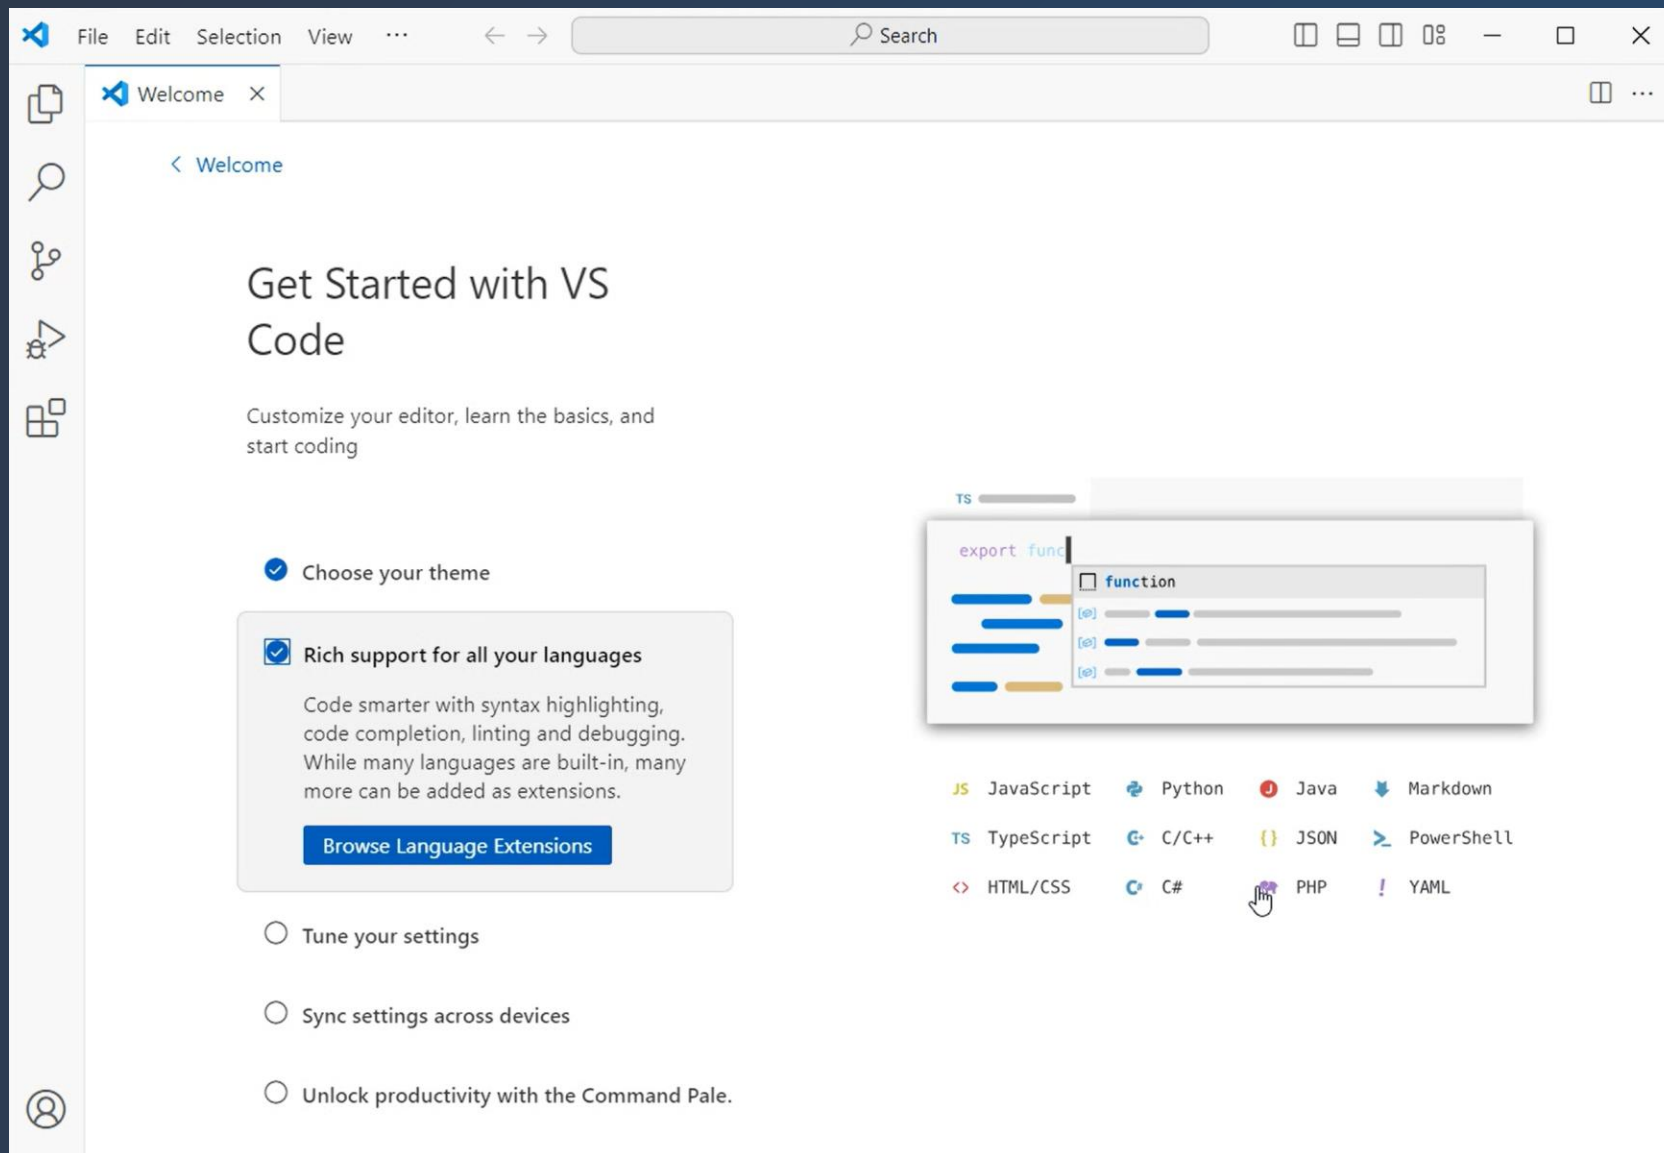 File Edit Selection View ··· Search
Welcome
Welcome
Get Started with VS
Code
Customize your editor, learn the basics, and
start coding
Choose your theme
Rich support for all your languages
Code smarter with syntax highlighting,
code completion, linting and debugging.
While many languages are built-in, many
more can be added as extensions.
Browse Language Extensions
Tune your settings
Sync settings across devices
Unlock productivity with the Command Pale.
TS
export func
function
JS JavaScript Python J Java Markdown
TS TypeScript C+ C/C++ {} JSON PowerShell
<> HTML/CSS C# C# PHP ! YAML